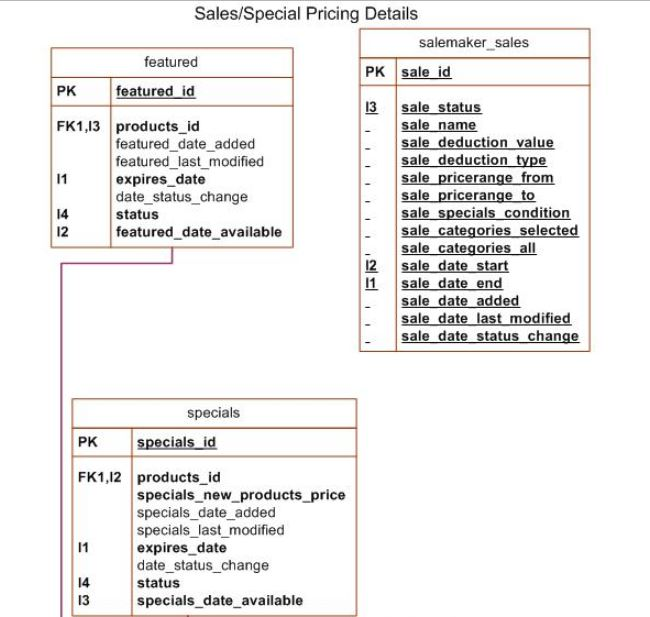 Sales/Special Pricing Details
featured
PK featured_id
FK1,I3 products_id
featured_date_added
featured_last_modified
I1 expires_date
date_status_change
I4 status
I2 featured_date_available
salemaker_sales
PK sale_id
I3 sale_status
sale_name
sale_deduction_value
sale_deduction_type
sale_pricerange_from
sale_pricerange_to
sale_specials_condition
sale_categories_selected
sale_categories_all
I2 sale_date_start
I1 sale_date_end
sale_date_added
sale_date_last_modified
sale_date_status_change
specials
PK specials_id
FK1,I2 products_id
specials_new_products_price
specials_date_added
specials_last_modified
I1 expires_date
date_status_change
I4 status
I3 specials_date_available